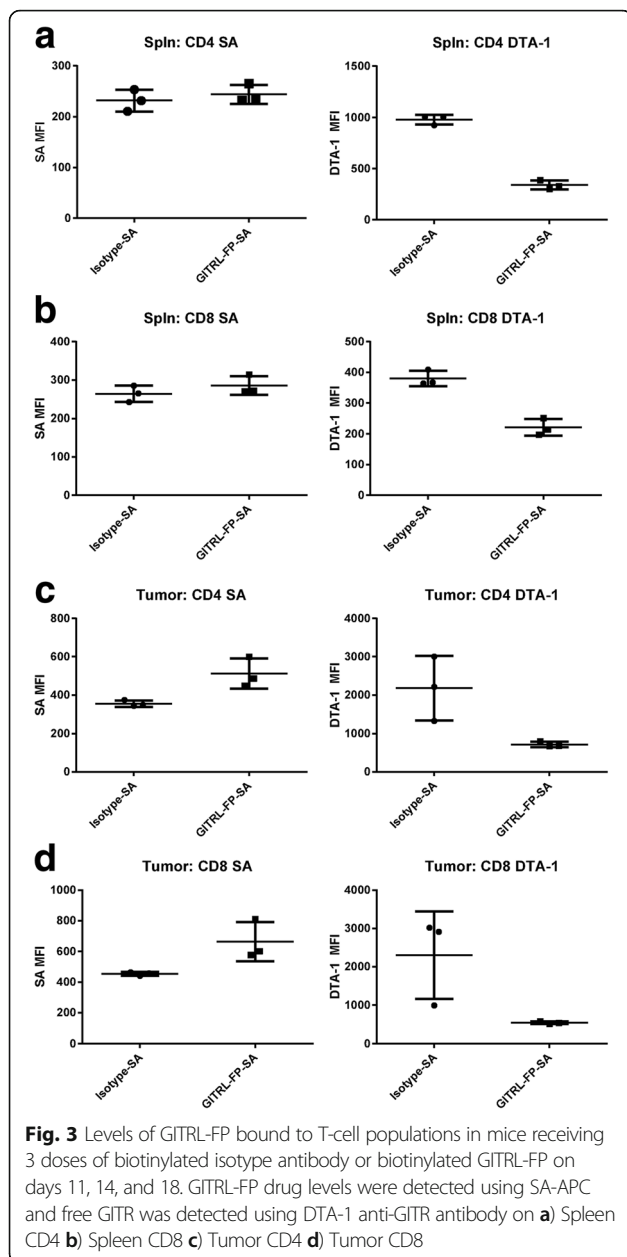 a
Spln: CD4 SA
SA MFI
300
200
100
0
Isotype-SA
GITRL-FP-SA
Spln: CD4 DTA-1
DTA-1 MFI
1500
1000
500
0
Isotype-SA
GITRL-FP-SA
b
Spln: CD8 SA
SA MFI
400
300
200
100
0
Isotype-SA
GITRL-FP-SA
Spln: CD8 DTA-1
DTA-1 MFI
500
400
300
200
100
0
Isotype-SA
GITRL-FP-SA
c
Tumor: CD4 SA
SA MFI
800
600
400
200
0
Isotype-SA
GITRL-FP-SA
Tumor: CD4 DTA-1
DTA-1 MFI
4000
3000
2000
1000
0
Isotype-SA
GITRL-FP-SA
d
Tumor: CD8 SA
SA MFI
1000
800
600
400
200
0
Isotype-SA
GITRL-FP-SA
Tumor: CD8 DTA-1
DTA-1 MFI
4000
3000
2000
1000
0
Isotype-SA
GITRL-FP-SA
Fig. 3 Levels of GITRL-FP bound to T-cell populations in mice receiving
3 doses of biotinylated isotype antibody or biotinylated GITRL-FP on
days 11, 14, and 18. GITRL-FP drug levels were detected using SA-APC
and free GITR was detected using DTA-1 anti-GITR antibody on a) Spleen
CD4 b) Spleen CD8 c) Tumor CD4 d) Tumor CD8